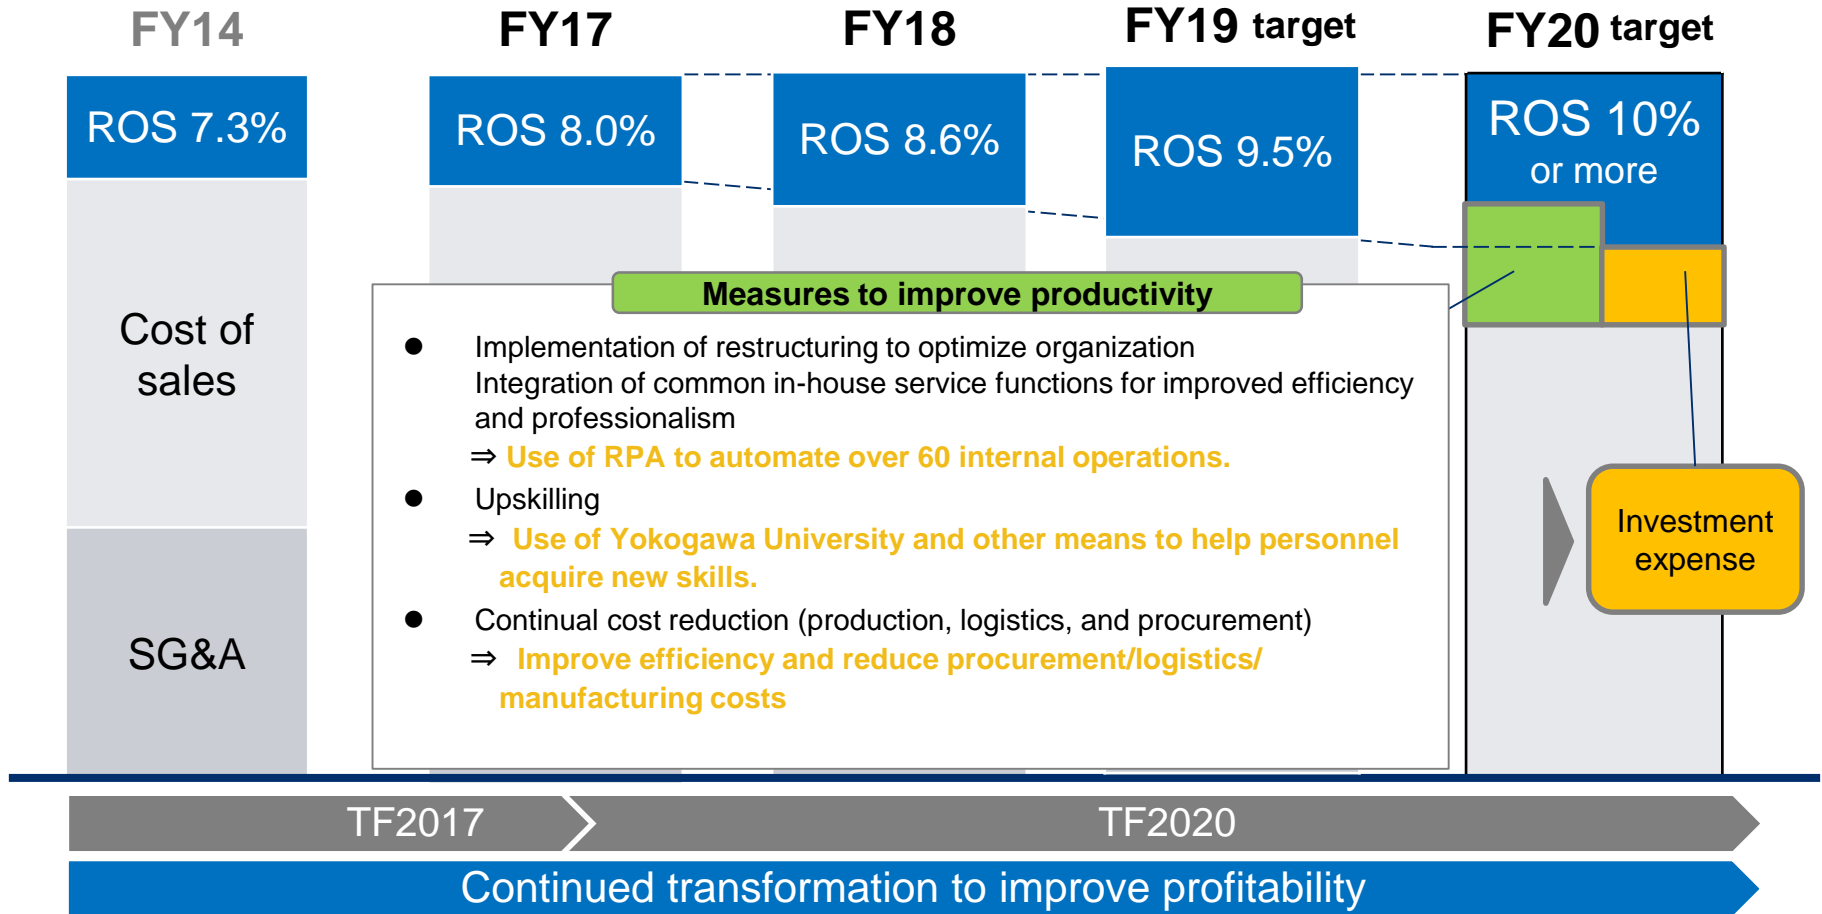 FY14
FY17
FY18
FY19 target
FY20 target
ROS 7.3%
ROS 8.0%
ROS 8.6%
ROS 9.5%
ROS 10%
or more
Cost of
sales
SG&A
Measures to improve productivity
● Implementation of restructuring to optimize organization
Integration of common in-house service functions for improved efficiency
and professionalism
⇒ Use of RPA to automate over 60 internal operations.
● Upskilling
⇒ Use of Yokogawa University and other means to help personnel
acquire new skills.
● Continual cost reduction (production, logistics, and procurement)
⇒ Improve efficiency and reduce procurement/logistics/
manufacturing costs
Investment
expense
TF2017
TF2020
Continued transformation to improve profitability